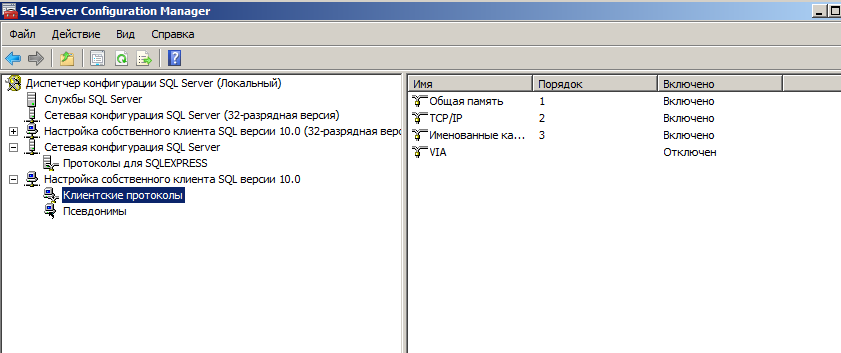 Sql Server Configuration Manager
Файл Действие Вид Справка
Диспетчер конфигурации SQL Server (Локальный)
Службы SQL Server
Сетевая конфигурация SQL Server (32-разрядная версия)
Настройка собственного клиента SQL версии 10.0 (32-разрядная верс
Сетевая конфигурация SQL Server
Протоколы для SQLEXPRESS
Настройка собственного клиента SQL версии 10.0
Клиентские протоколы
Псевдонимы
Имя Порядок Включено
Общая память 1 Включено
TCP/IP 2 Включено
Именованные ка... 3 Включено
VIA Отключен